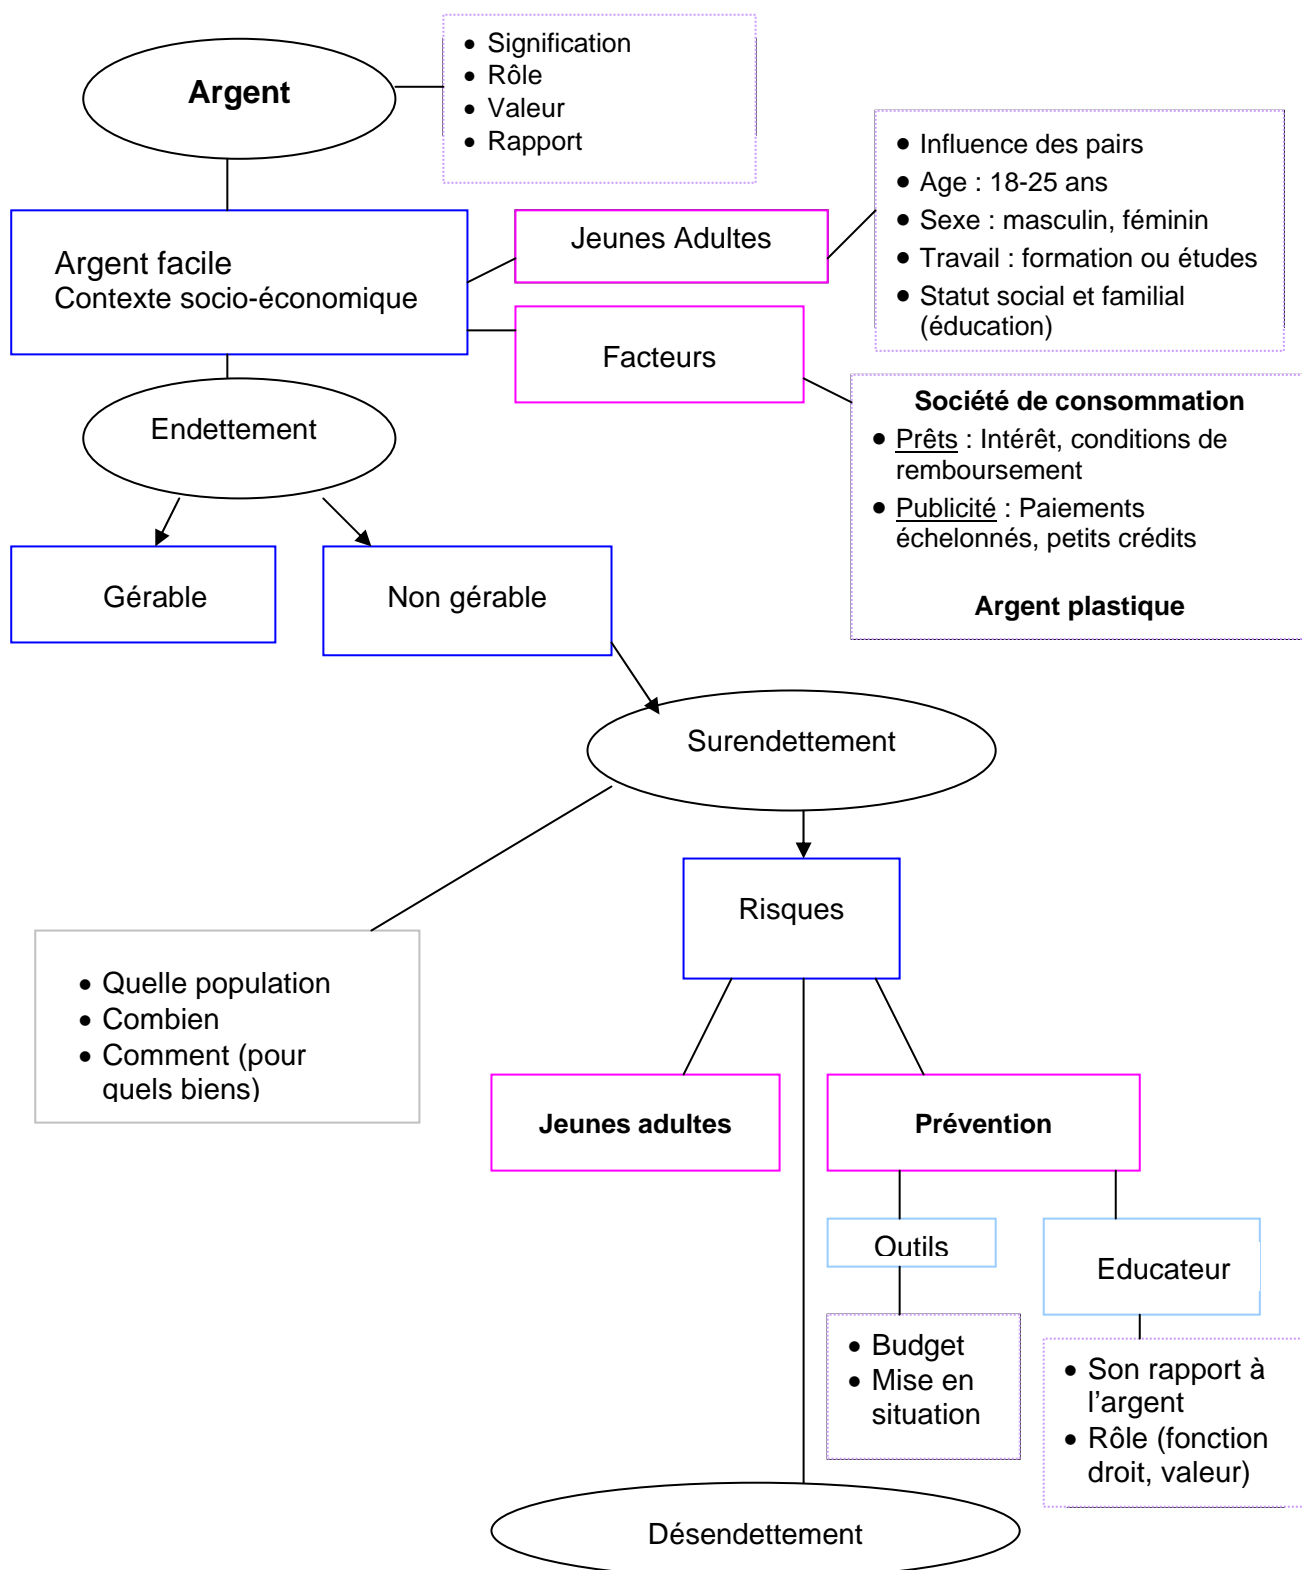 Argent
• Signification
• Rôle
• Valeur
• Rapport
• Influence des pairs
• Age : 18-25 ans
• Sexe : masculin, féminin
• Travail : formation ou études
• Statut social et familial
(éducation)
Jeunes Adultes
Argent facile
Contexte socio-économique
Facteurs
Société de consommation
• Prêts : Intérêt, conditions de
remboursement
• Publicité : Paiements
échelonnés, petits crédits
Argent plastique
Endettement
Gérable
Non gérable
Surendettement
Risques
• Quelle population
• Combien
• Comment (pour
quels biens)
Jeunes adultes
Prévention
Outils
Educateur
• Budget
• Mise en
situation
• Son rapport à
l’argent
• Rôle (fonction
droit, valeur)
Désendettement